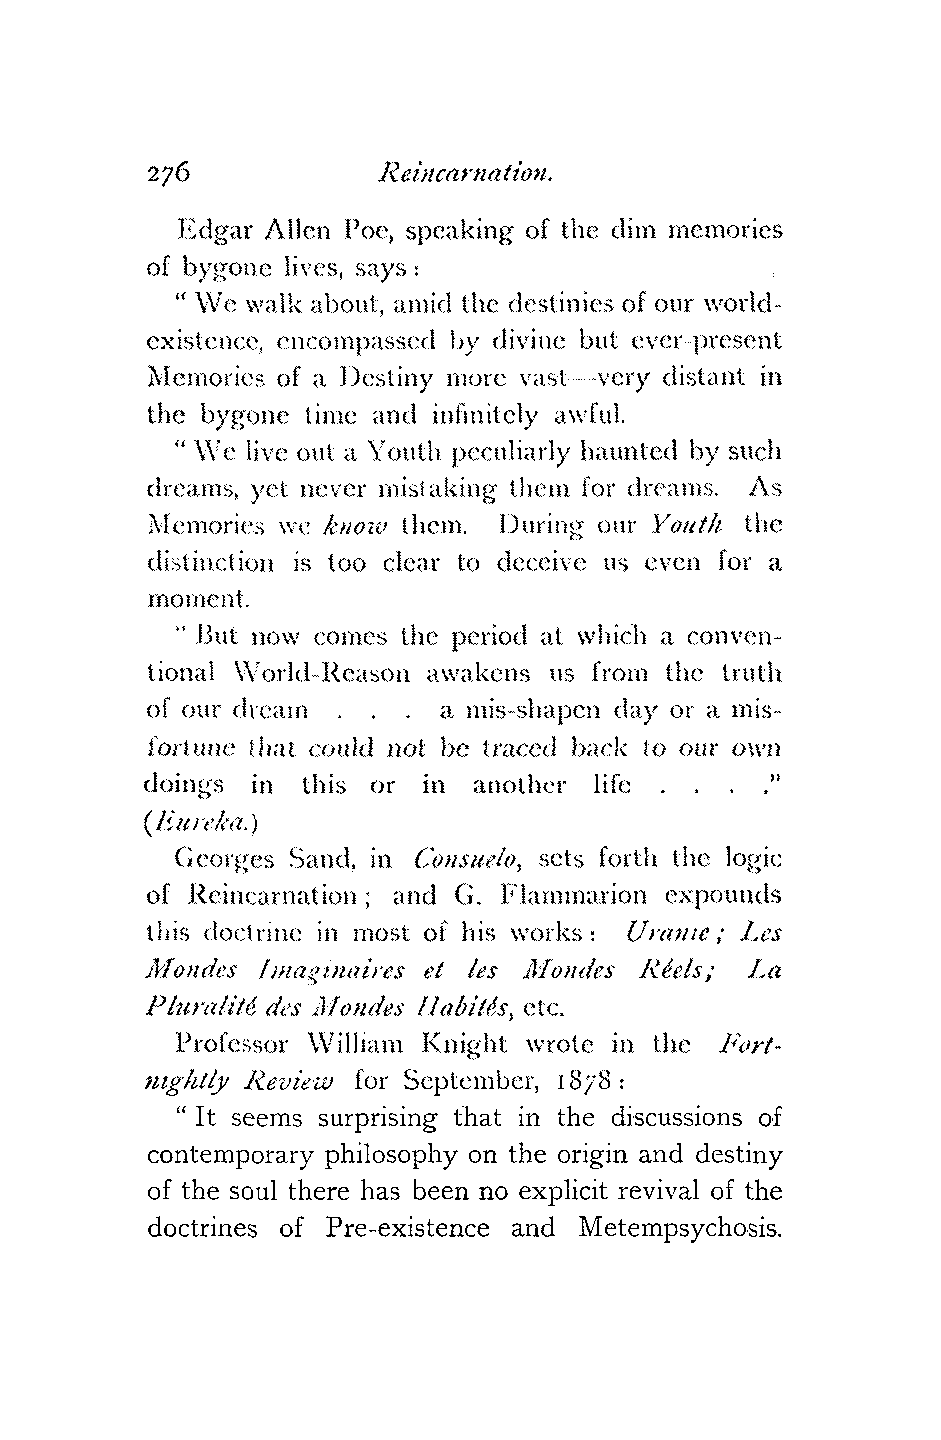 276 Reincarnation.
Edgar Allen Poe, speaking of the dim memories
of bygone lives, says :
“ We walk about, amid the destinies of our world-
existence, encompassed by divine but ever-present
Memories of a Destiny more vast—very distant in
the bygone time and infinitely awful.
“ We live out a Youth peculiarly haunted by such
dreams, yet never mistaking them for dreams. As
Memories we know them. During our Youth the
distinction is too clear to deceive us even for a
moment.
“ But now comes the period at which a conven-
tional World-Reason awakens us from the truth
of our dream . . . a mis-shapen day or a mis-
fortune that could not be traced back to our own
doings in this or in another life . . . .”
(Eureka.)
Georges Sand, in Consuelo, sets forth the logic
of Reincarnation ; and G. Flammarion expounds
this doctrine in most of his works : Uranie ; Les
Mondes Imaginaires et les Mondes Réels ; La
Pluralité des Mondes Habités, etc.
Professor William Knight wrote in the Fort-
nightly Review for September, 1878 :
“ It seems surprising that in the discussions of
contemporary philosophy on the origin and destiny
of the soul there has been no explicit revival of the
doctrines of Pre-existence and Metempsychosis.